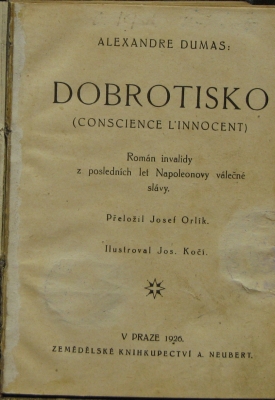 ALEXANDRE DUMAS:
DOBROTISKO
(CONSCIENCE L'INNOCENT)
Román invalidy
z posledních let Napoleonovy válečné
slávy.
Přeložil Josef Orlík.
Ilustroval Jos. Kočí.
V PRAZE 1926.
ZEMĚDĚLSKÉ KNIHKUPECTVÍ A. NEUBERT.